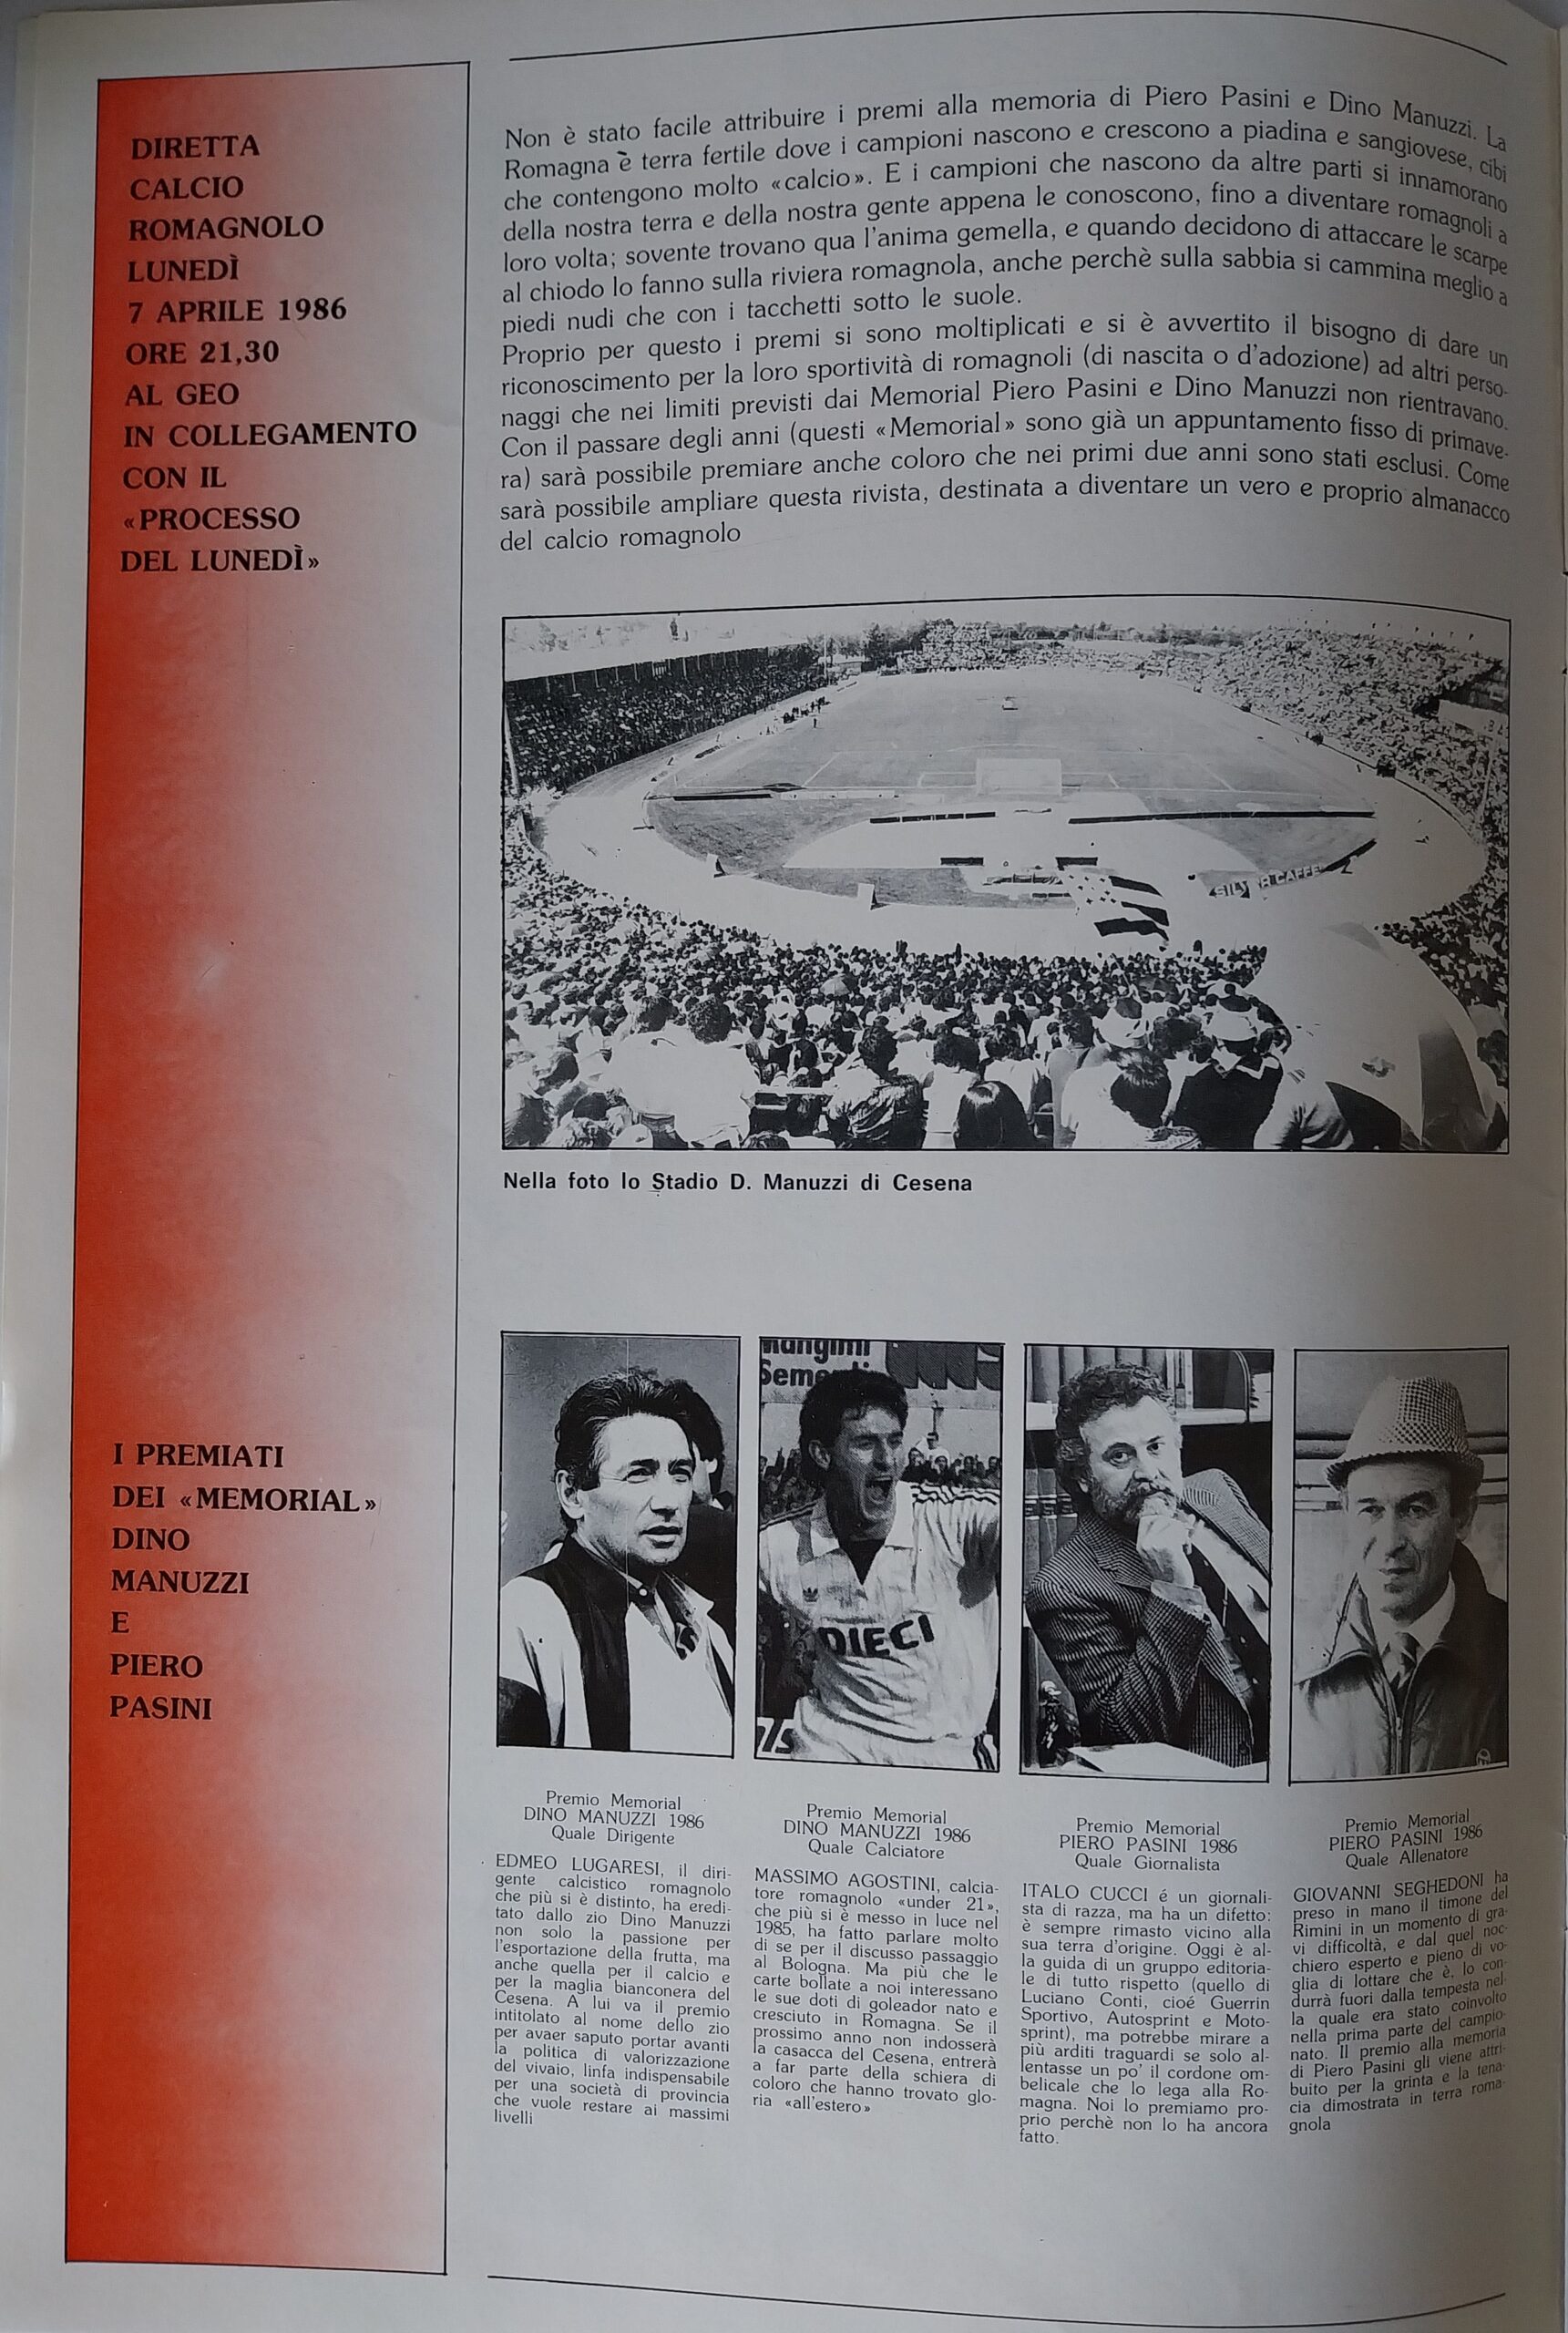 DIRETTA
CALCIO
ROMAGNOLO
LUNEDÌ
7 APRILE 1986
ORE 21,30
AL GEO
IN COLLEGAMENTO
CON IL
«PROCESSO
DEL LUNEDÌ»
Non è stato facile attribuire i premi alla memoria di Piero Pasini e Dino Manuzzi. La
Romagna è terra fertile dove i campioni nascono e crescono a piadina e sangiovese, cibi
che contengono molto «calcio». E i campioni che nascono da altre parti si innamorano
della nostra terra e della nostra gente appena le conoscono, fino a diventare romagnoli a
loro volta; sovente trovano qua l'anima gemella, e quando decidono di attaccare le scarpe
al chiodo lo fanno sulla riviera romagnola, anche perchè sulla sabbia si cammina meglio a
piedi nudi che con i tacchetti sotto le suole.
Proprio per questo i premi si sono moltiplicati e si è avvertito il bisogno di dare un
riconoscimento per la loro sportività di romagnoli (di nascita o d'adozione) ad altri perso-
naggi che nei limiti previsti dai Memorial Piero Pasini e Dino Manuzzi non rientravano.
Con il passare degli anni (questi «Memorial» sono già un appuntamento fisso di primave-
ra) sarà possibile premiare anche coloro che nei primi due anni sono stati esclusi. Come
sarà possibile ampliare questa rivista, destinata a diventare un vero e proprio almanacco
del calcio romagnolo
SILVER CAFFE'
Nella foto lo Stadio D. Manuzzi di Cesena
I PREMIATI
DEI «MEMORIAL»
DINO
MANUZZI
E
PIERO
PASINI
Mangimi
Sementi
DIECI
Premio Memorial
DINO MANUZZI 1986
Quale Dirigente
EDMEO LUGARESI, il diri-
gente calcistico romagnolo
che più si è distinto, ha eredi-
tato dallo zio Dino Manuzzi
non solo la passione per
l'esportazione della frutta, ma
anche quella per il calcio e
per la maglia bianconera del
Cesena. A lui va il premio
intitolato al nome dello zio
per avaer saputo portar avanti
la politica di valorizzazione
del vivaio, linfa indispensabile
per una società di provincia
che vuole restare ai massimi
livelli
Premio Memorial
DINO MANUZZI 1986
Quale Calciatore
MASSIMO AGOSTINI, calcia-
tore romagnolo «under 21»,
che più si è messo in luce nel
1985, ha fatto parlare molto
di se per il discusso passaggio
al Bologna. Ma più che le
carte bollate a noi interessano
le sue doti di goleador nato e
cresciuto in Romagna. Se il
prossimo anno non indosserà
la casacca del Cesena, entrerà
a far parte della schiera di
coloro che hanno trovato glo-
ria «all'estero»
Premio Memorial
PIERO PASINI 1986
Quale Giornalista
ITALO CUCCI é un giornali-
sta di razza, ma ha un difetto:
è sempre rimasto vicino alla
sua terra d'origine. Oggi è al-
la guida di un gruppo editoria-
le di tutto rispetto (quello di
Luciano Conti, cioé Guerrin
Sportivo, Autosprint e Moto-
sprint), ma potrebbe mirare a
più arditi traguardi se solo al-
lentasse un po' il cordone om-
belicale che lo lega alla Ro-
magna. Noi lo premiamo pro-
prio perchè non lo ha ancora
fatto.
Premio Memorial
PIERO PASINI 1986
Quale Allenatore
GIOVANNI SEGHEDONI ha
preso in mano il timone del
Rimini in un momento di gra-
vi difficoltà, e dal quel noc-
chiero esperto e pieno di vo-
glia di lottare che è, lo con-
durrà fuori dalla tempesta nel-
la quale era stato coinvolto
nella prima parte del campio-
nato. Il premio alla memoria
di Piero Pasini gli viene attri-
buito per la grinta e la tena-
cia dimostrata in terra roma-
gnola